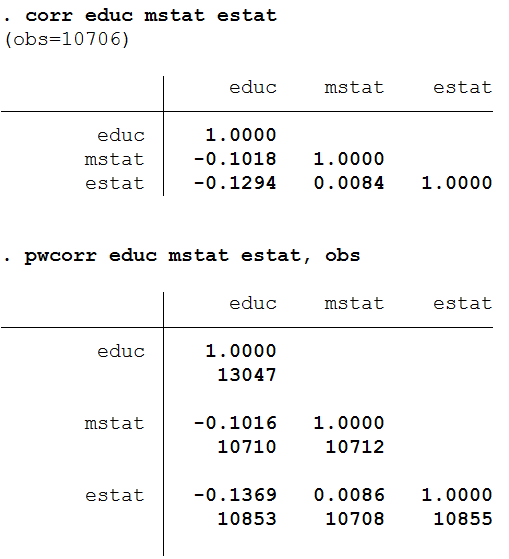 . corr educ mstat estat
(obs=10706)
educ mstat estat
educ 1.0000
mstat -0.1018 1.0000
estat -0.1294 0.0084 1.0000
. pwcorr educ mstat estat, obs
educ mstat estat
educ 1.0000
13047
mstat -0.1016 1.0000
10710 10712
estat -0.1369 0.0086 1.0000
10853 10708 10855